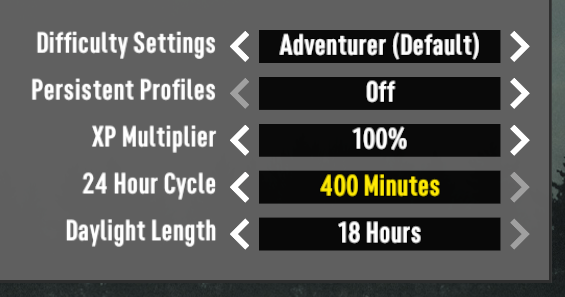 Difficulty Settings Adventurer (Default)
Persistent Profiles Off
XP Multiplier 100%
24 Hour Cycle 400 Minutes
Daylight Length 18 Hours